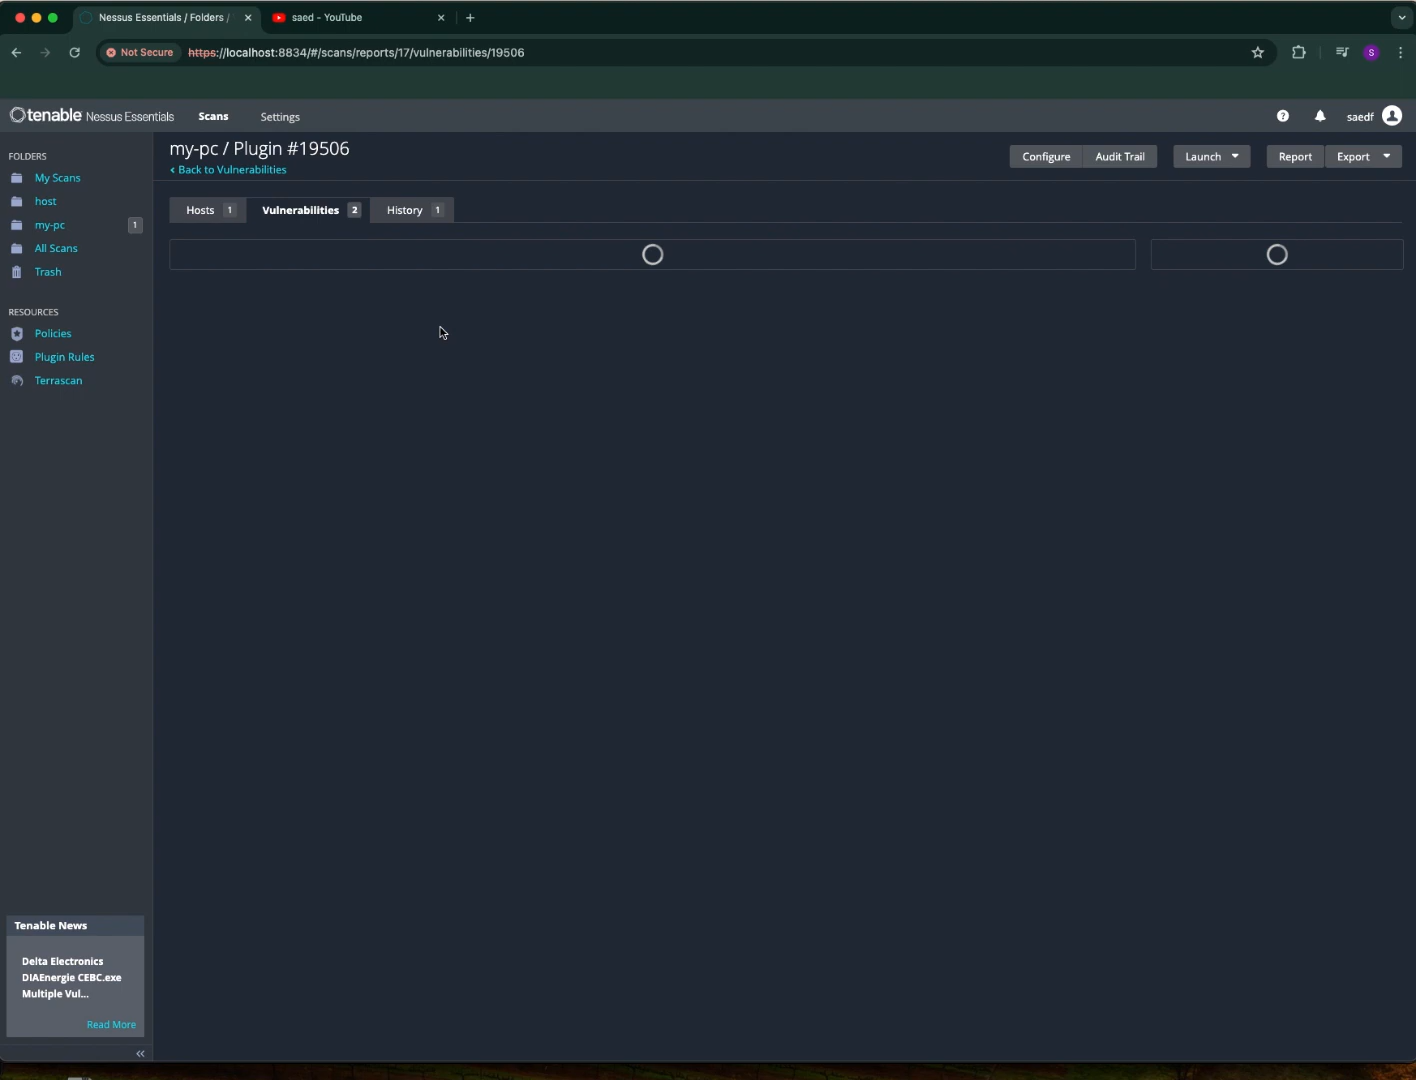 Nessus Essentials / Folders /
saed - YouTube
Not Secure
https://localhost:8834/#/scans/reports/17/vulnerabilities/19506
S
tenable Nessus Essentials
Scans
Settings
saedf
FOLDERS
My Scans
host
my-pc
1
All Scans
Trash
RESOURCES
Policies
Plugin Rules
Terrascan
my-pc / Plugin #19506
‹ Back to Vulnerabilities
Configure
Audit Trail
Launch
Report
Export
Hosts 1
Vulnerabilities 2
History 1
Tenable News
Delta Electronics
DIAEnergie CEBC.exe
Multiple Vul...
Read More